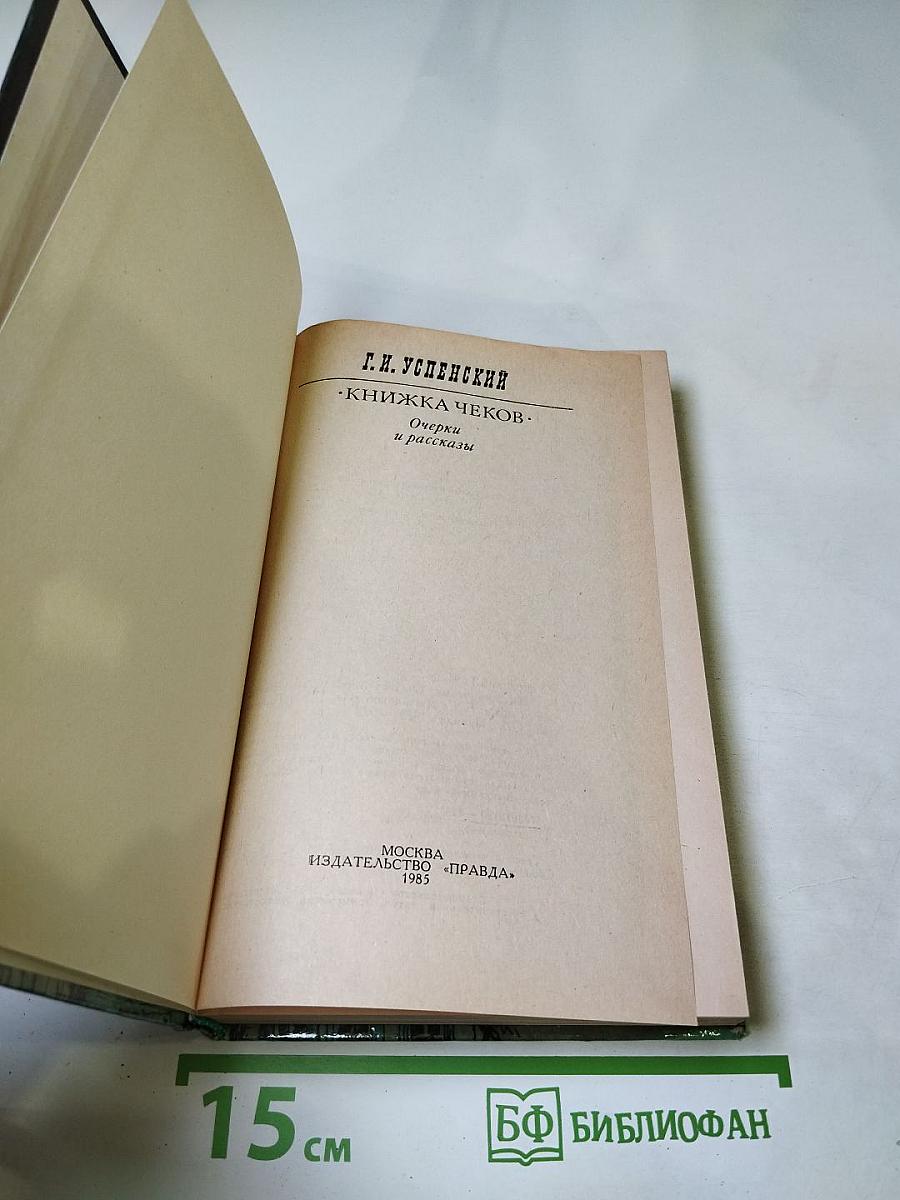 Г.И. УСПЕНСКИЙ
·КНИЖКА ЧЕКОВ·
Очерки
и рассказы
МОСКВА
ИЗДАТЕЛЬСТВО «ПРАВДА»
1985
15 см
БФ БИБЛИОФАН